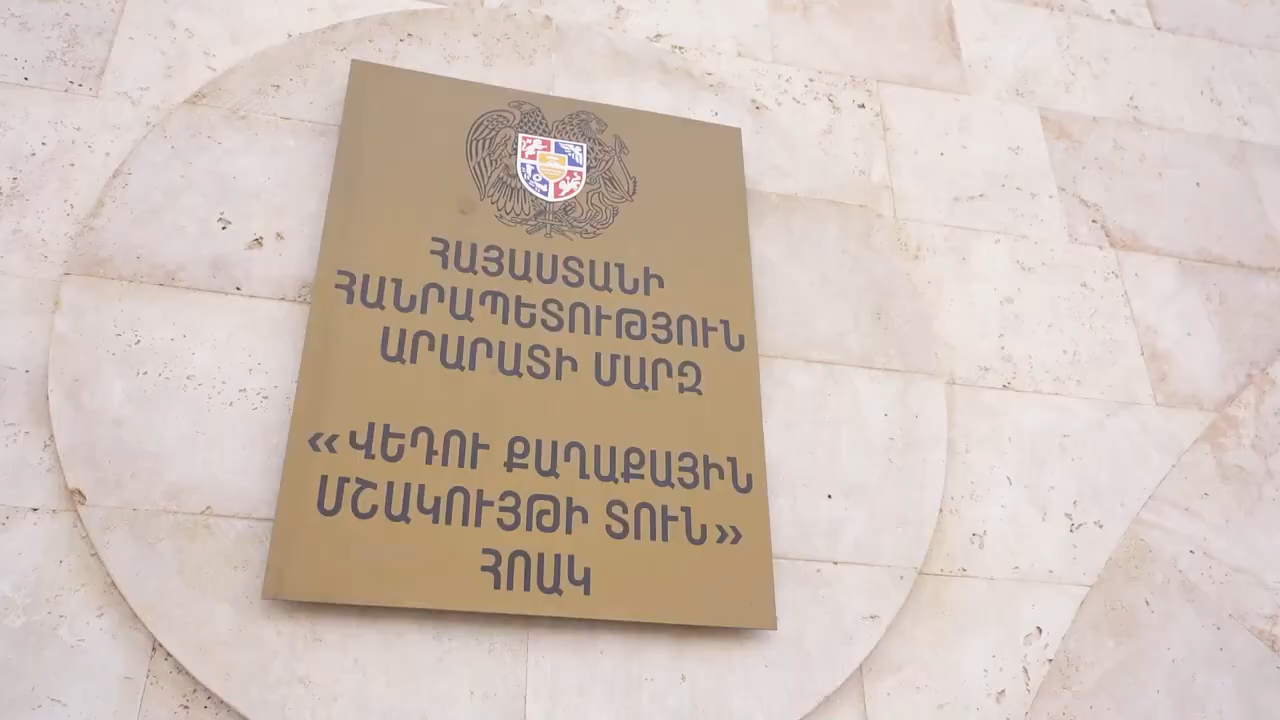 ՀԱՅԱՍՏԱՆԻ
ՀԱՆՐԱՊԵՏՈՒԹՅՈՒՆ
ԱՐԱՐԱՏԻ ՄԱՐԶ
«ՎԵԴՈՒ ՔԱՂԱՔԱՅԻՆ
ՄՇԱԿՈՒՅԹԻ ՏՈՒՆ»
ՀՈԱԿ